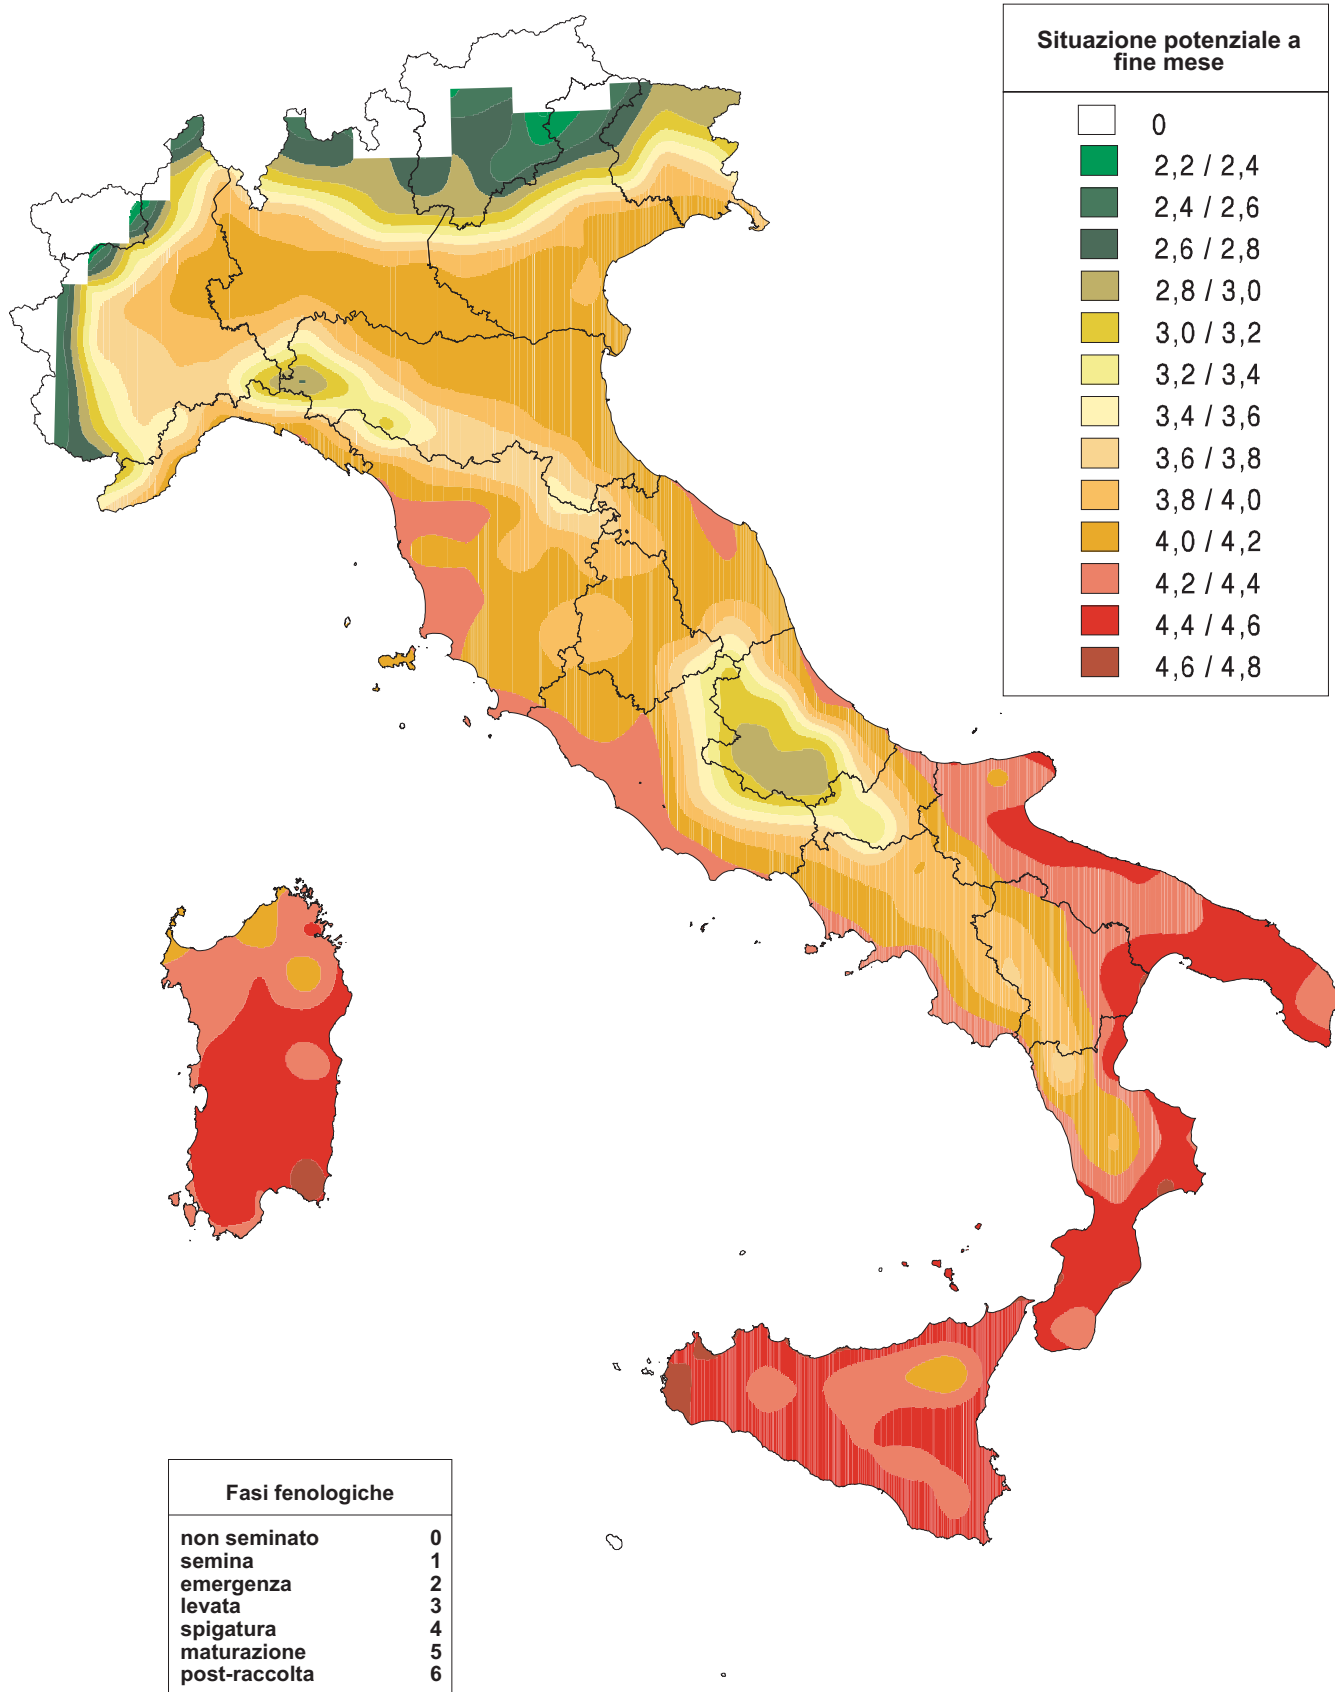 Situazione potenziale a
fine mese
0
2,2 / 2,4
2,4 / 2,6
2,6 / 2,8
2,8 / 3,0
3,0 / 3,2
3,2 / 3,4
3,4 / 3,6
3,6 / 3,8
3,8 / 4,0
4,0 / 4,2
4,2 / 4,4
4,4 / 4,6
4,6 / 4,8
Fasi fenologiche
non seminato 0
semina 1
emergenza 2
levata 3
spigatura 4
maturazione 5
post-raccolta 6